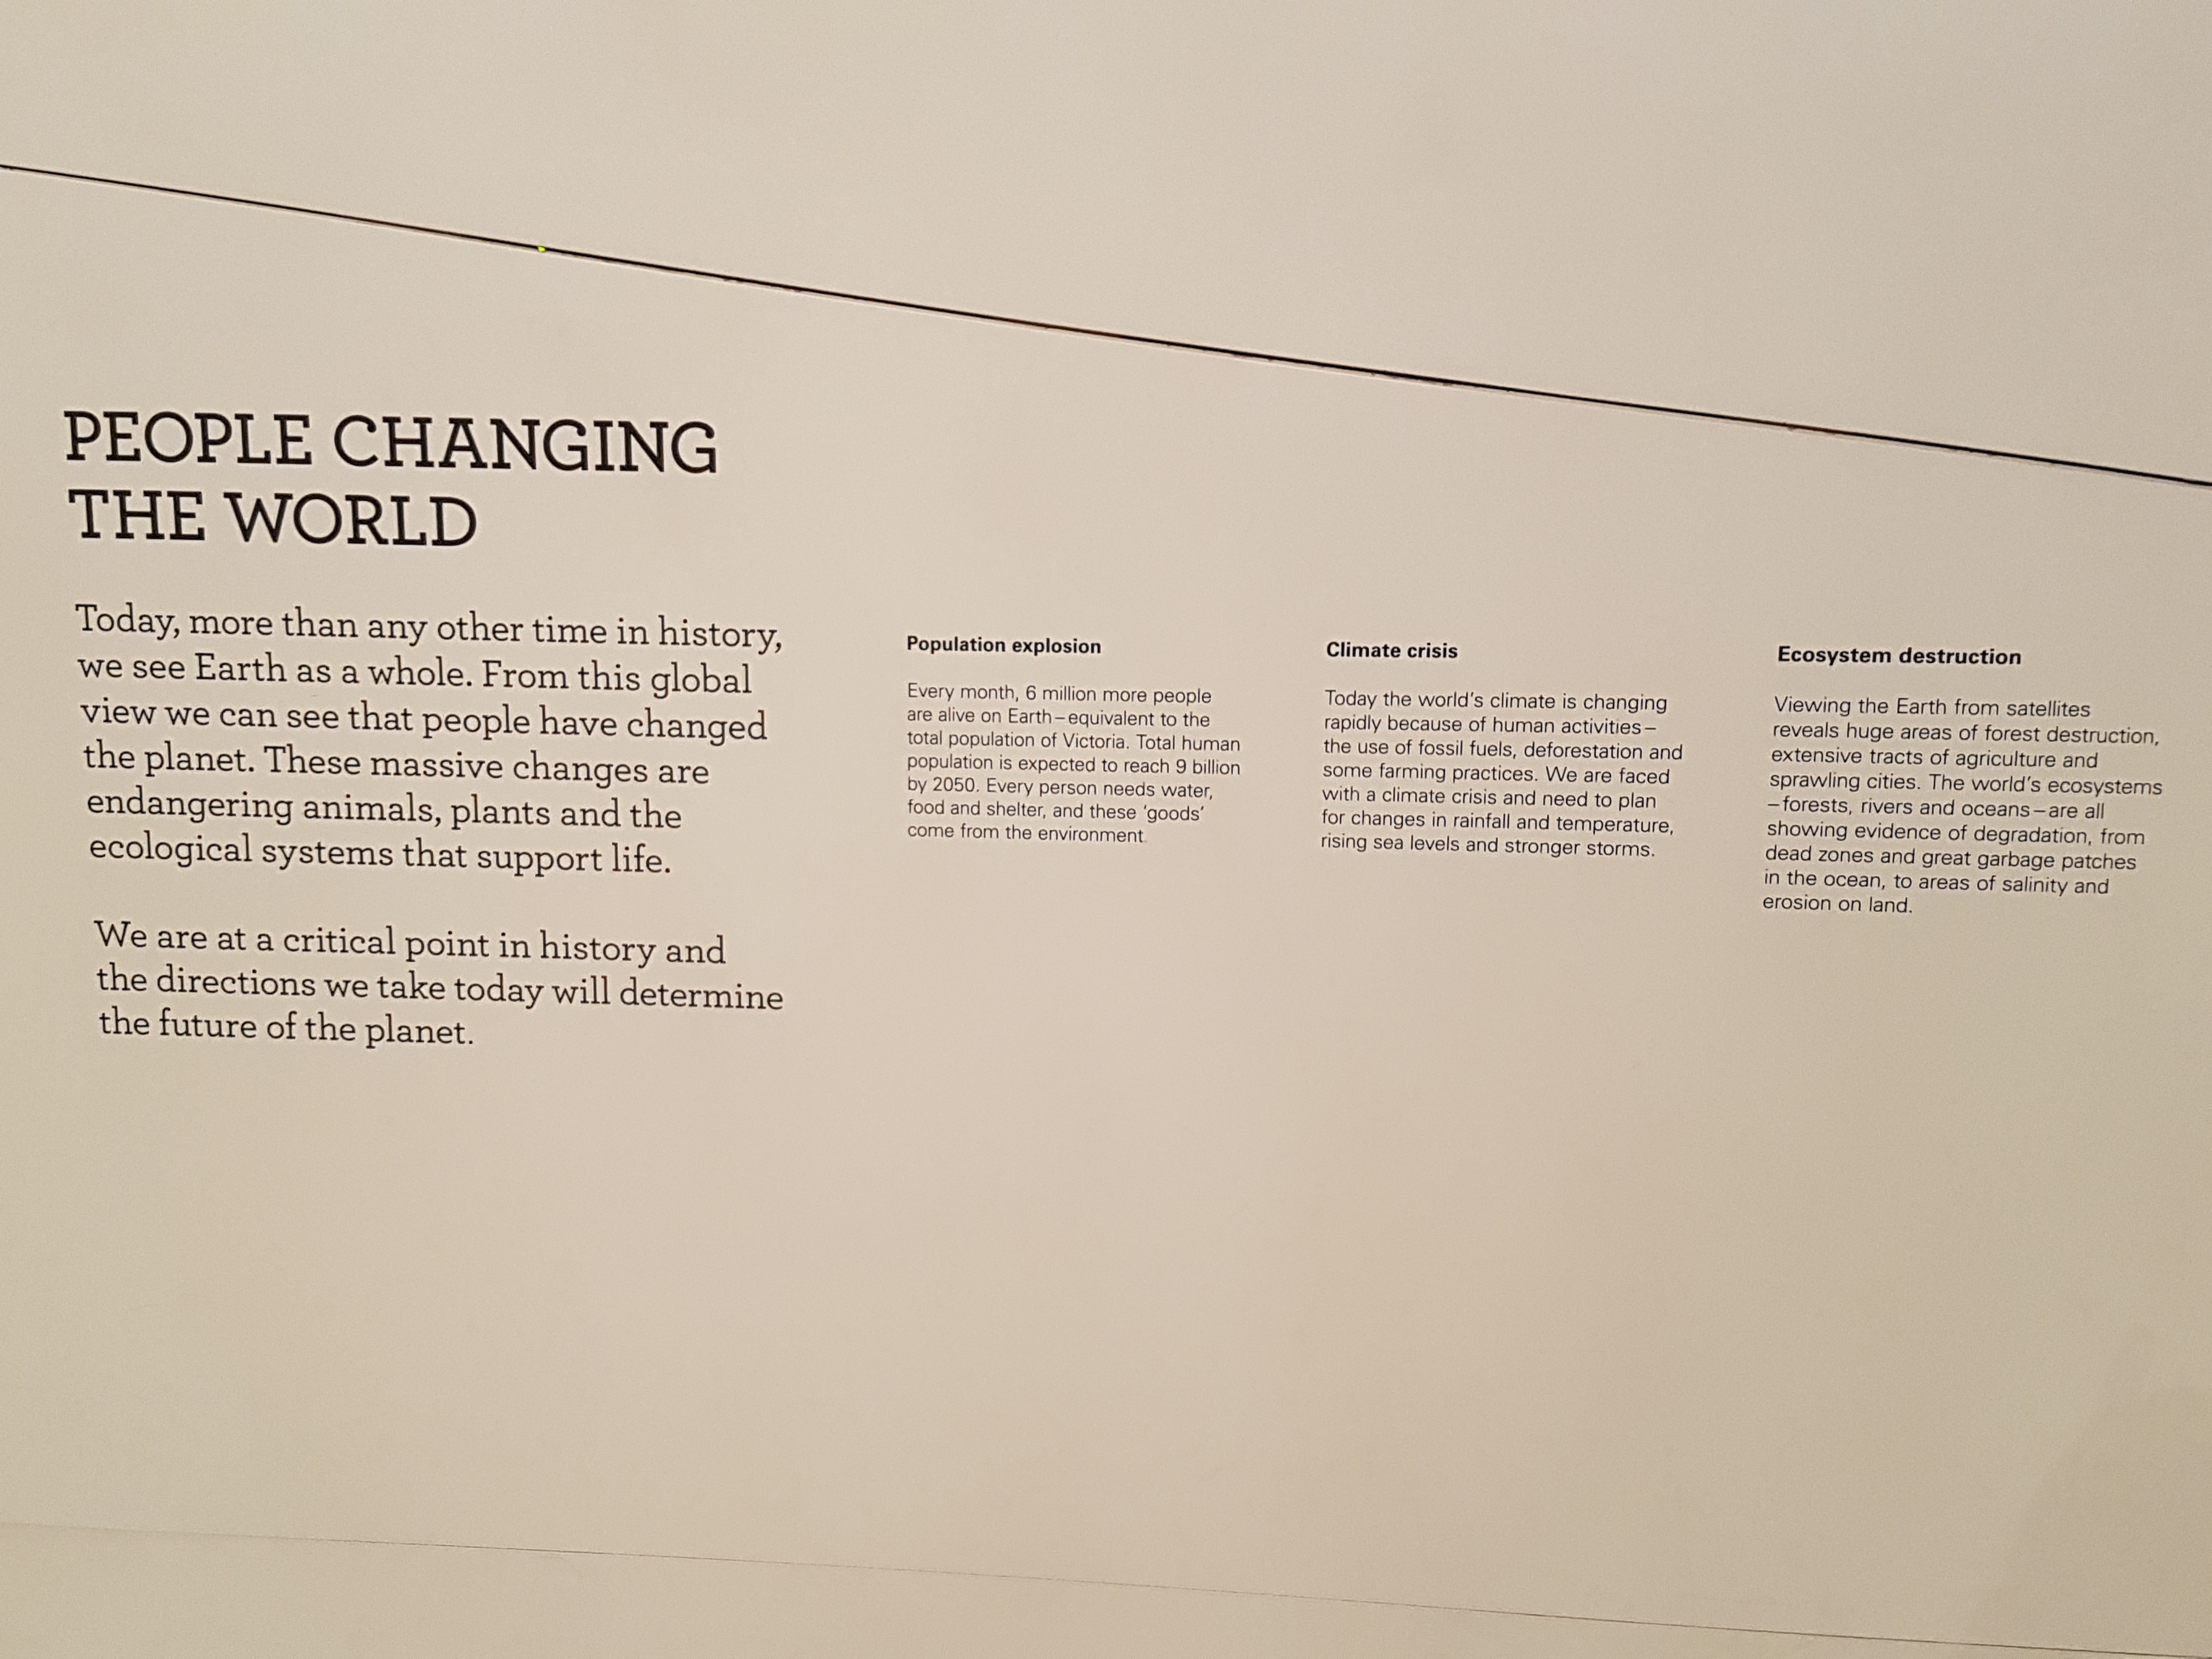 PEOPLE CHANGING
THE WORLD
Today, more than any other time in history,
we see Earth as a whole. From this global
view we can see that people have changed
the planet. These massive changes are
endangering animals, plants and the
ecological systems that support life.
We are at a critical point in history and
the directions we take today will determine
the future of the planet.
Population explosion
Every month, 6 million more people
are alive on Earth–equivalent to the
total population of Victoria. Total human
population is expected to reach 9 billion
by 2050. Every person needs water,
food and shelter, and these ‘goods’
come from the environment.
Climate crisis
Today the world’s climate is changing
rapidly because of human activities–
the use of fossil fuels, deforestation and
some farming practices. We are faced
with a climate crisis and need to plan
for changes in rainfall and temperature,
rising sea levels and stronger storms.
Ecosystem destruction
Viewing the Earth from satellites
reveals huge areas of forest destruction,
extensive tracts of agriculture and
sprawling cities. The world’s ecosystems
–forests, rivers and oceans–are all
showing evidence of degradation, from
dead zones and great garbage patches
in the ocean, to areas of salinity and
erosion on land.